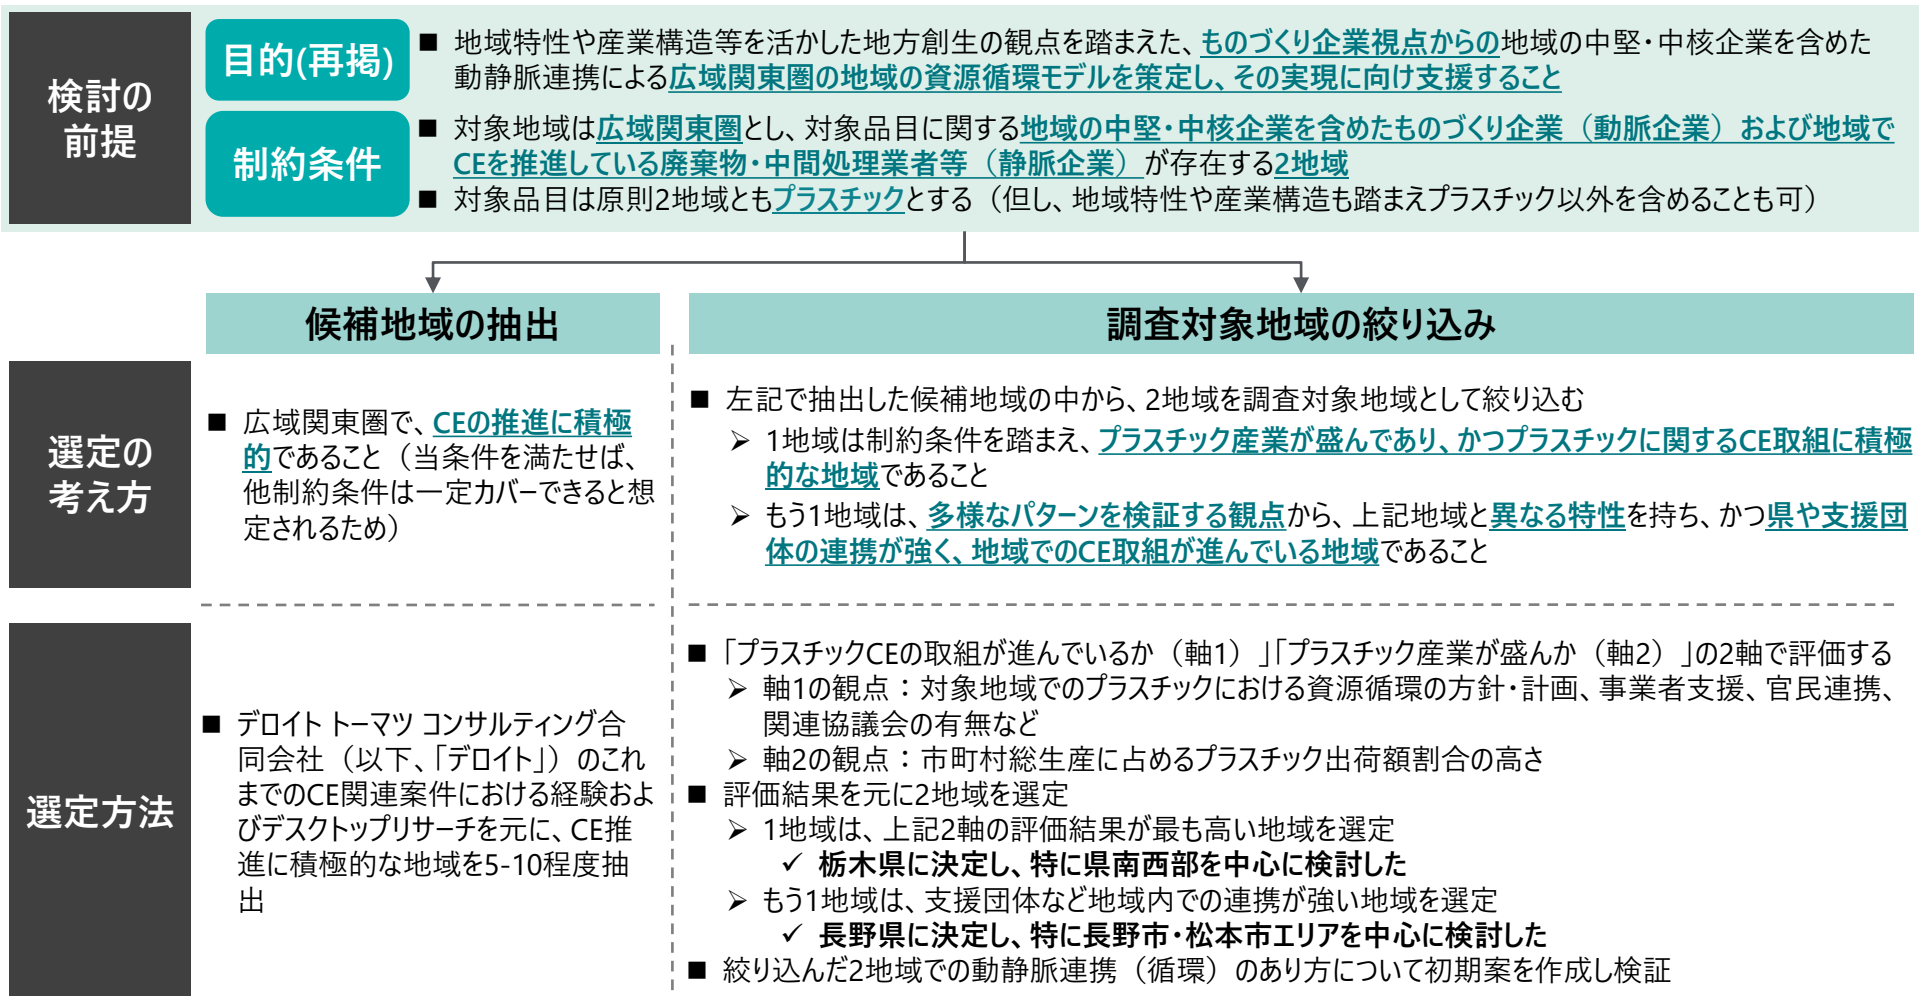 検討の
前提
目的(再掲)
■ 地域特性や産業構造等を活かした地方創生の観点を踏まえた、ものづくり企業視点からの地域の中堅・中核企業を含めた
動静脈連携による広域関東圏の地域の資源循環モデルを策定し、その実現に向け支援すること
制約条件
■ 対象地域は広域関東圏とし、対象品目に関する地域の中堅・中核企業を含めたものづくり企業（動脈企業）および地域で
CEを推進している廃棄物・中間処理業者等（静脈企業）が存在する2地域
■ 対象品目は原則2地域ともプラスチックとする（但し、地域特性や産業構造も踏まえプラスチック以外を含めることも可）
候補地域の抽出
調査対象地域の絞り込み
選定の
考え方
■ 広域関東圏で、CEの推進に積極
的であること（当条件を満たせば、
他制約条件は一定カバーできると想
定されるため）
■ 左記で抽出した候補地域の中から、2地域を調査対象地域として絞り込む
➢ 1地域は制約条件を踏まえ、プラスチック産業が盛んであり、かつプラスチックに関するCE取組に積極
的な地域であること
➢ もう1地域は、多様なパターンを検証する観点から、上記地域と異なる特性を持ち、かつ県や支援団
体の連携が強く、地域でのCE取組が進んでいる地域であること
選定方法
■ デロイト トーマツ コンサルティング合
同会社（以下、「デロイト」）のこれ
までのCE関連案件における経験およ
びデスクトップリサーチを元に、CE推
進に積極的な地域を5-10程度抽
出
■ 「プラスチックCEの取組が進んでいるか（軸1）」「プラスチック産業が盛んか（軸2）」の2軸で評価する
➢ 軸1の観点：対象地域でのプラスチックにおける資源循環の方針・計画、事業者支援、官民連携、
関連協議会の有無など
➢ 軸2の観点：市町村総生産に占めるプラスチック出荷額割合の高さ
■ 評価結果を元に2地域を選定
➢ 1地域は、上記2軸の評価結果が最も高い地域を選定
✓ 栃木県に決定し、特に県南西部を中心に検討した
➢ もう1地域は、支援団体など地域内での連携が強い地域を選定
✓ 長野県に決定し、特に長野市・松本市エリアを中心に検討した
■ 絞り込んだ2地域での動静脈連携（循環）のあり方について初期案を作成し検証